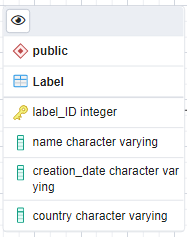 public
Label
label_ID integer
name character varying
creation_date character var
ying
country character varying